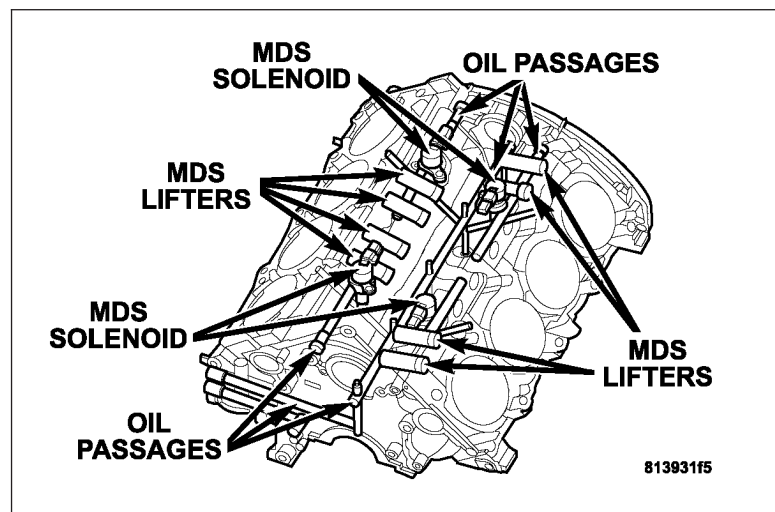 MDS
SOLENOID
OIL PASSAGES
MDS
LIFTERS
MDS
SOLENOID
MDS
LIFTERS
OIL
PASSAGES
813931f5